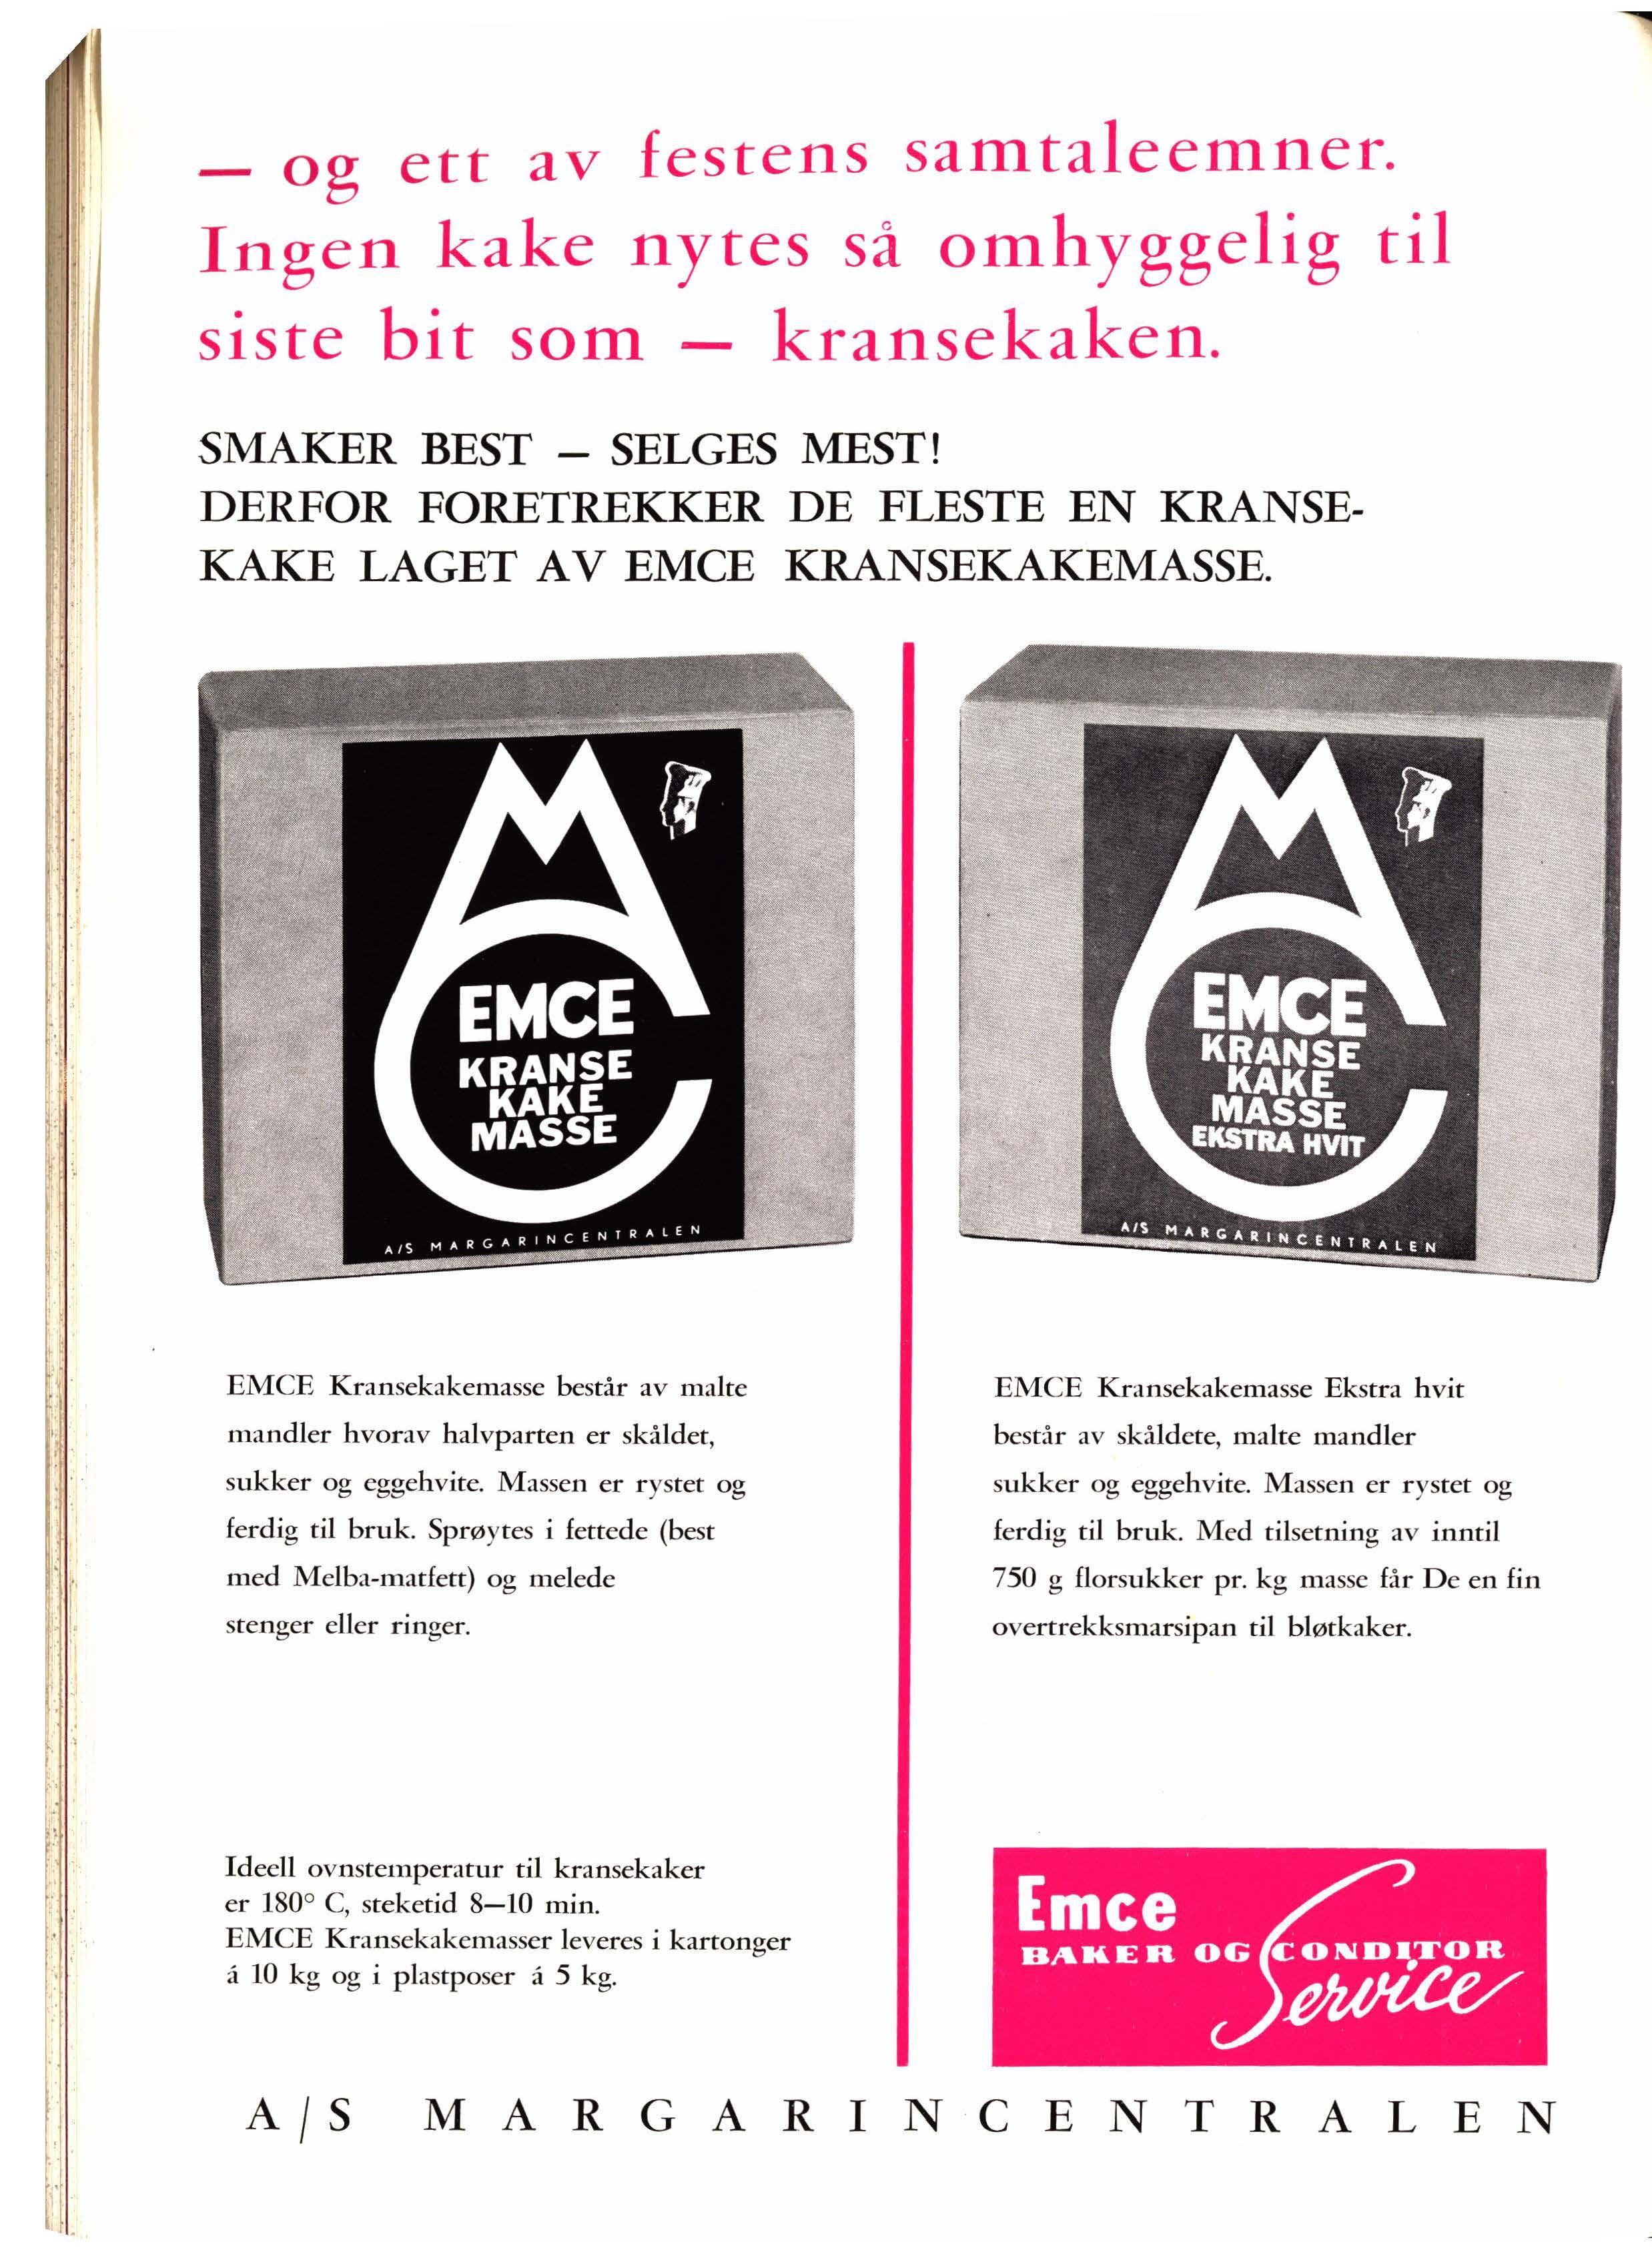 — og ett av festens samtaleemner.
Ingen kake nytes så omhyggelig til
siste bit som — kransekaken.
SMAKER BEST — SELGES MEST!
DERFOR FORETREKKER DE FLESTE EN KRANSE-
KAKE LAGET AV EMCE KRANSEKAKEMASSE.
EMCE
KRANSE
KAKE
MASSE
A/S MARGARINCENTRALEN
EMCE
KRANSE
KAKE
MASSE
EKSTRA HVIT
A/S MARGARINCENTRALEN
EMCE Kransekakemasse består av malte
mandler hvorav halvparten er skåldet,
sukker og eggehvite. Massen er rystet og
ferdig til bruk. Sprøytes i fettede (best
med Melba-matfett) og melede
stenger eller ringer.
EMCE Kransekakemasse Ekstra hvit
består av skåldete, malte mandler
sukker og eggehvite. Massen er rystet og
ferdig til bruk. Med tilsetning av inntil
750 g florsukker pr. kg masse får De en fin
overtrekksmarsipan til bløtkaker.
Ideell ovnstemperatur til kransekaker
er 180° C, steketid 8—10 min.
EMCE Kransekakemasser leveres i kartonger
á 10 kg og i plastposer á 5 kg.
Emce
BAKER OG CONDITOR
Service
A/S MARGARINCENTRALEN